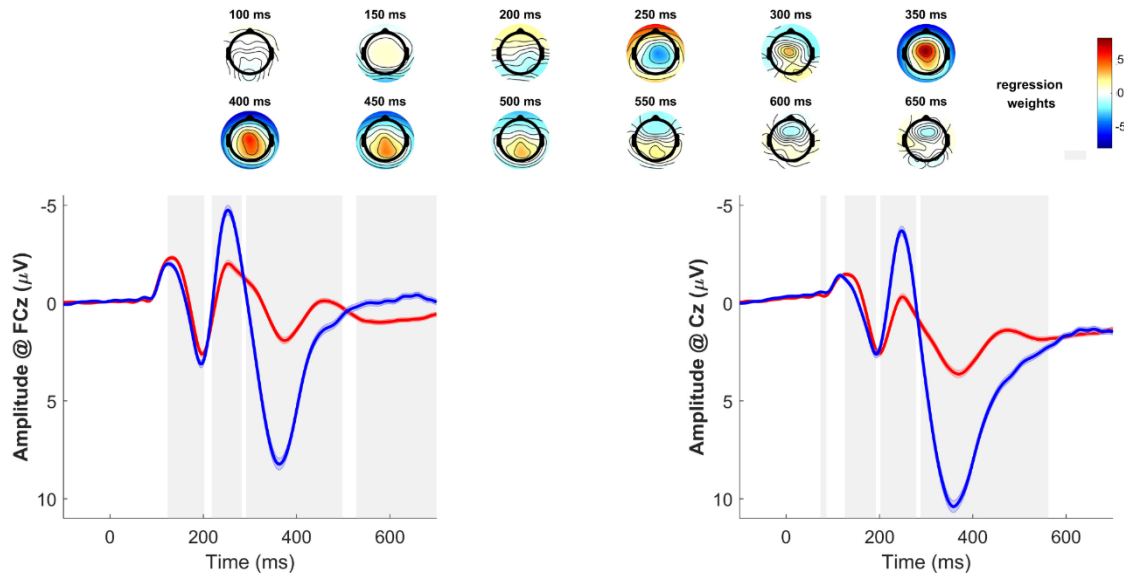 100 ms
150 ms
200 ms
250 ms
300 ms
350 ms
400 ms
450 ms
500 ms
550 ms
600 ms
650 ms
5
0
-5
regression
weights
-5
0
5
10
Amplitude @ FCz (μV)
0
200
400
600
Time (ms)
-5
0
5
10
Amplitude @ Cz (μV)
0
200
400
600
Time (ms)